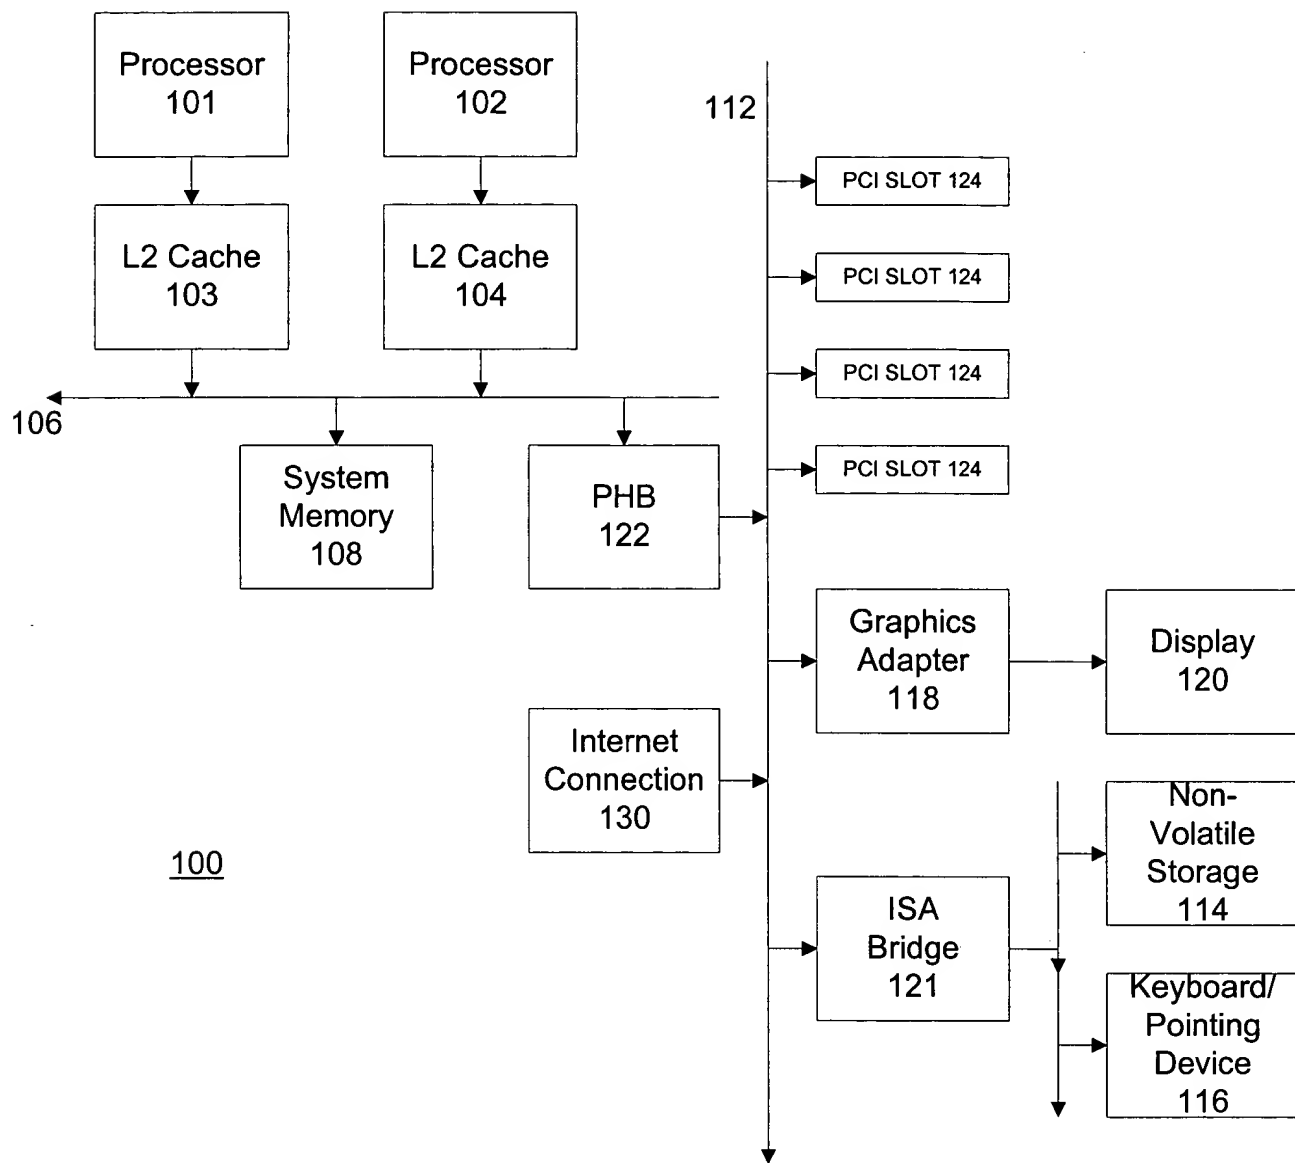 Processor
101
Processor
102
112
PCI SLOT 124
L2 Cache
103
L2 Cache
104
PCI SLOT 124
PCI SLOT 124
106
PCI SLOT 124
System
Memory
108
PHB
122
Graphics
Adapter
118
Display
120
Internet
Connection
130
Non-
Volatile
Storage
114
100
ISA
Bridge
121
Keyboard/
Pointing
Device
116